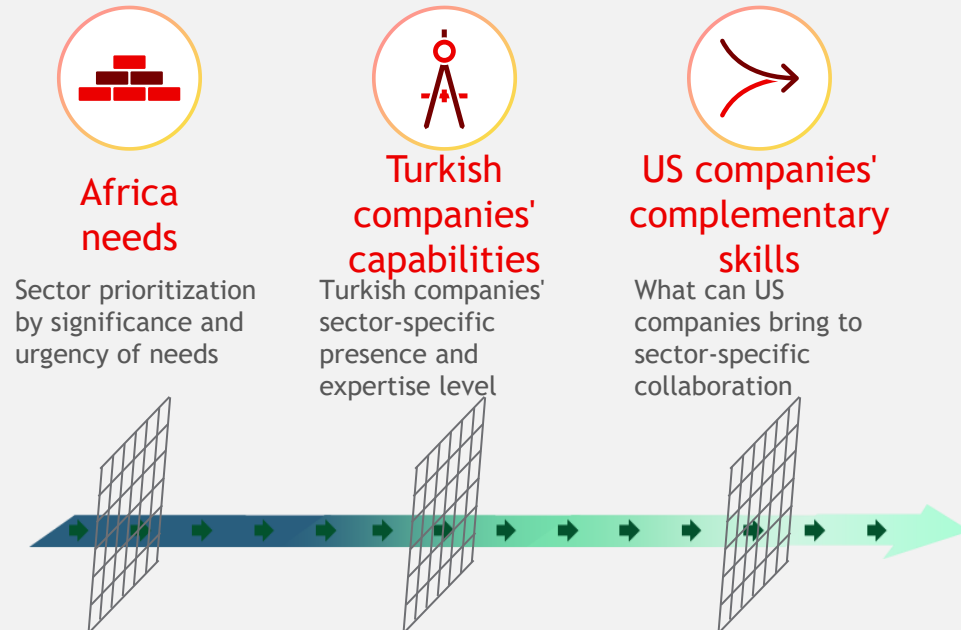 Africa
needs
Sector prioritization
by significance and
urgency of needs
Turkish
companies'
capabilities
Turkish companies'
sector-specific
presence and
expertise level
US companies'
complementary
skills
What can US
companies bring to
sector-specific
collaboration